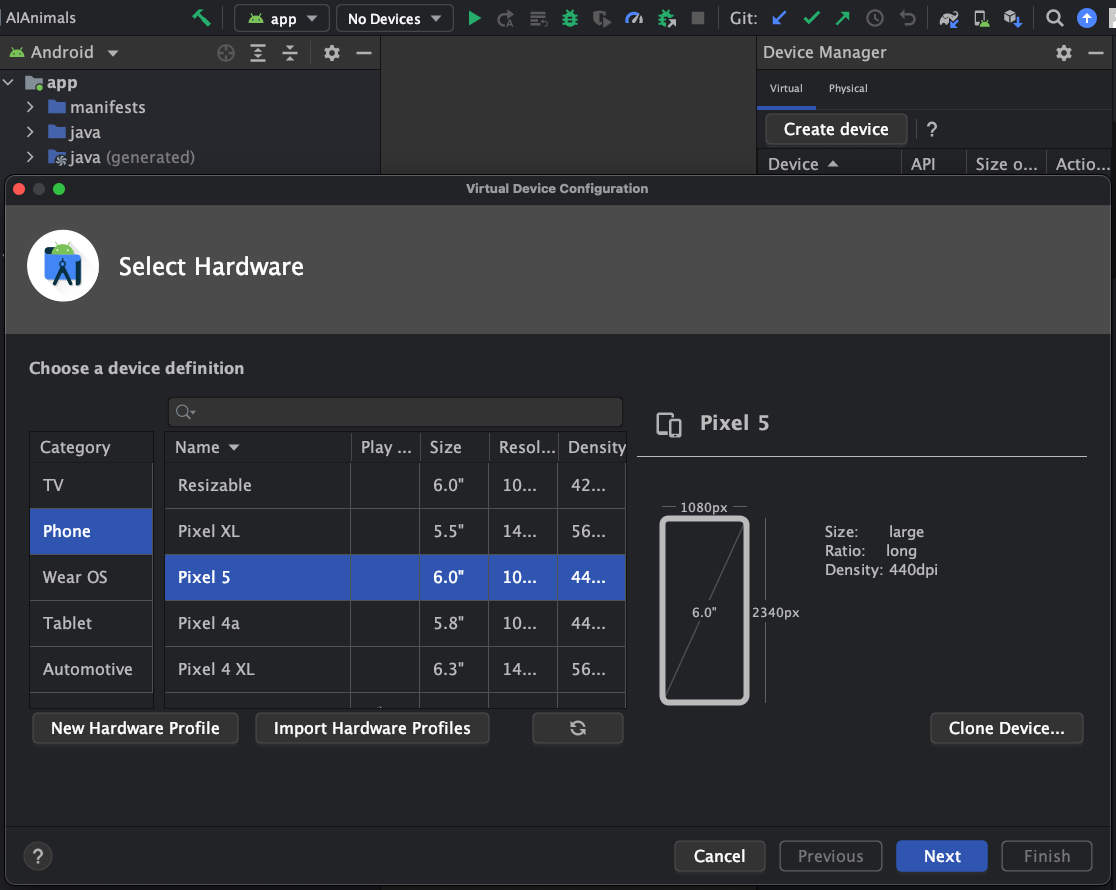 AIAnimals app No Devices Git:
Android Device Manager
app Virtual Physical
manifests
java Create device ?
java (generated) Device API Size o... Actio...
Virtual Device Configuration
Select Hardware
Choose a device definition
Pixel 5
Category Name Play ... Size Resol... Density
TV Resizable 6.0" 10... 42...
Phone Pixel XL 5.5" 14... 56...
Wear OS Pixel 5 6.0" 10... 44...
Tablet Pixel 4a 5.8" 10... 44...
Automotive Pixel 4 XL 6.3" 14... 56...
1080px
6.0"
2340px
Size: large
Ratio: long
Density: 440dpi
New Hardware Profile Import Hardware Profiles Clone Device...
? Cancel Previous Next Finish